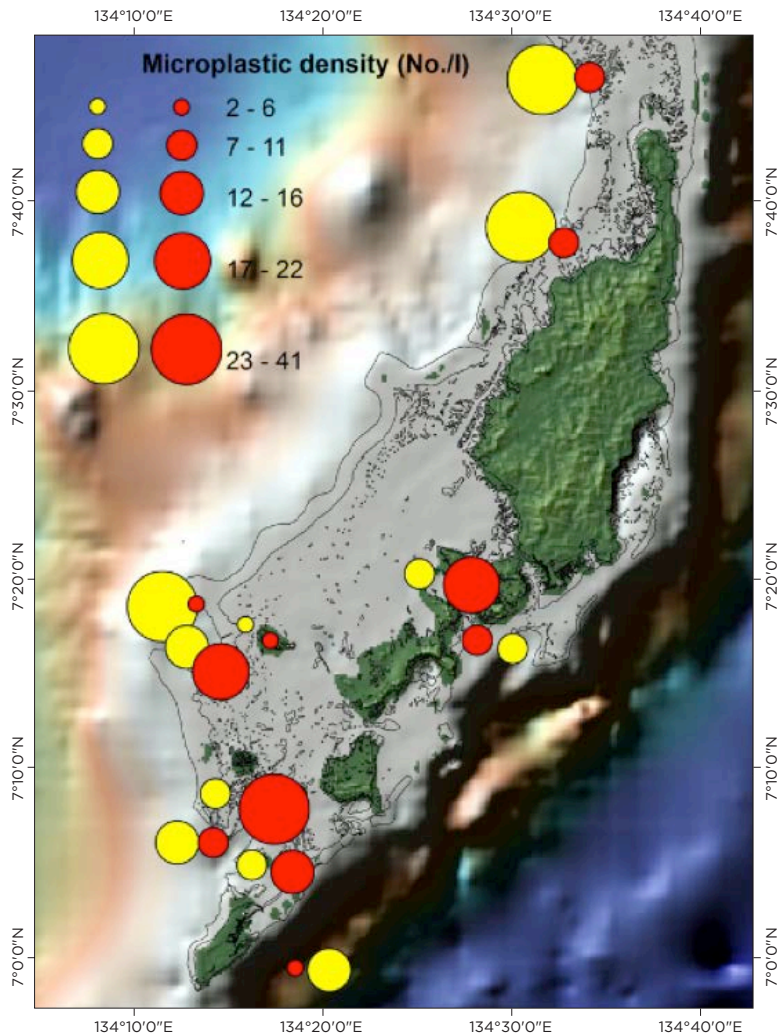 134°10'0"E 134°20'0"E 134°30'0"E 134°40'0"E
Microplastic density (No./l)
2 - 6
7 - 11
12 - 16
17 - 22
23 - 41
7°40'0"N 7°40'0"N
7°30'0"N 7°30'0"N
7°20'0"N 7°20'0"N
7°10'0"N 7°10'0"N
7°0'0"N 7°0'0"N
134°10'0"E 134°20'0"E 134°30'0"E 134°40'0"E